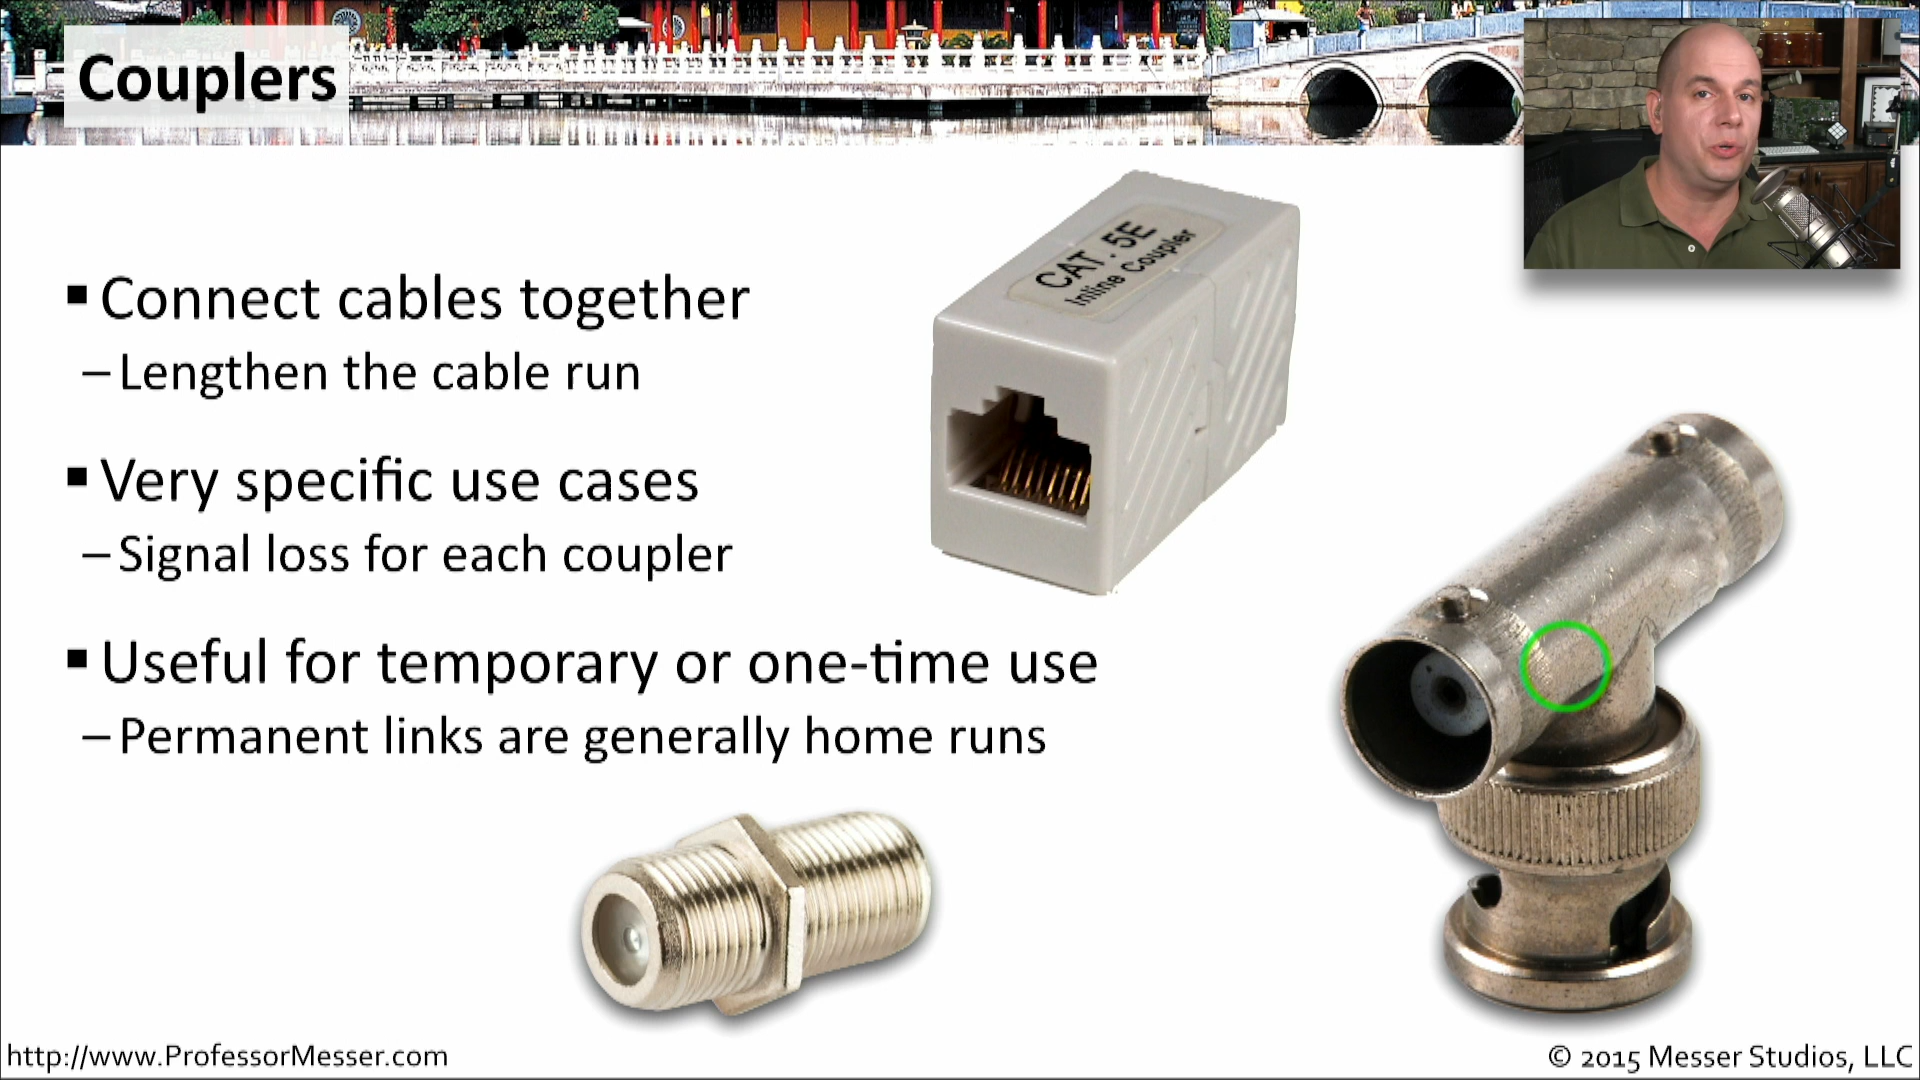 Couplers
▪ Connect cables together
– Lengthen the cable run
▪ Very specific use cases
– Signal loss for each coupler
▪ Useful for temporary or one-time use
– Permanent links are generally home runs
CAT. 5E
Inline Coupler
http://www.ProfessorMesser.com
© 2015 Messer Studios, LLC